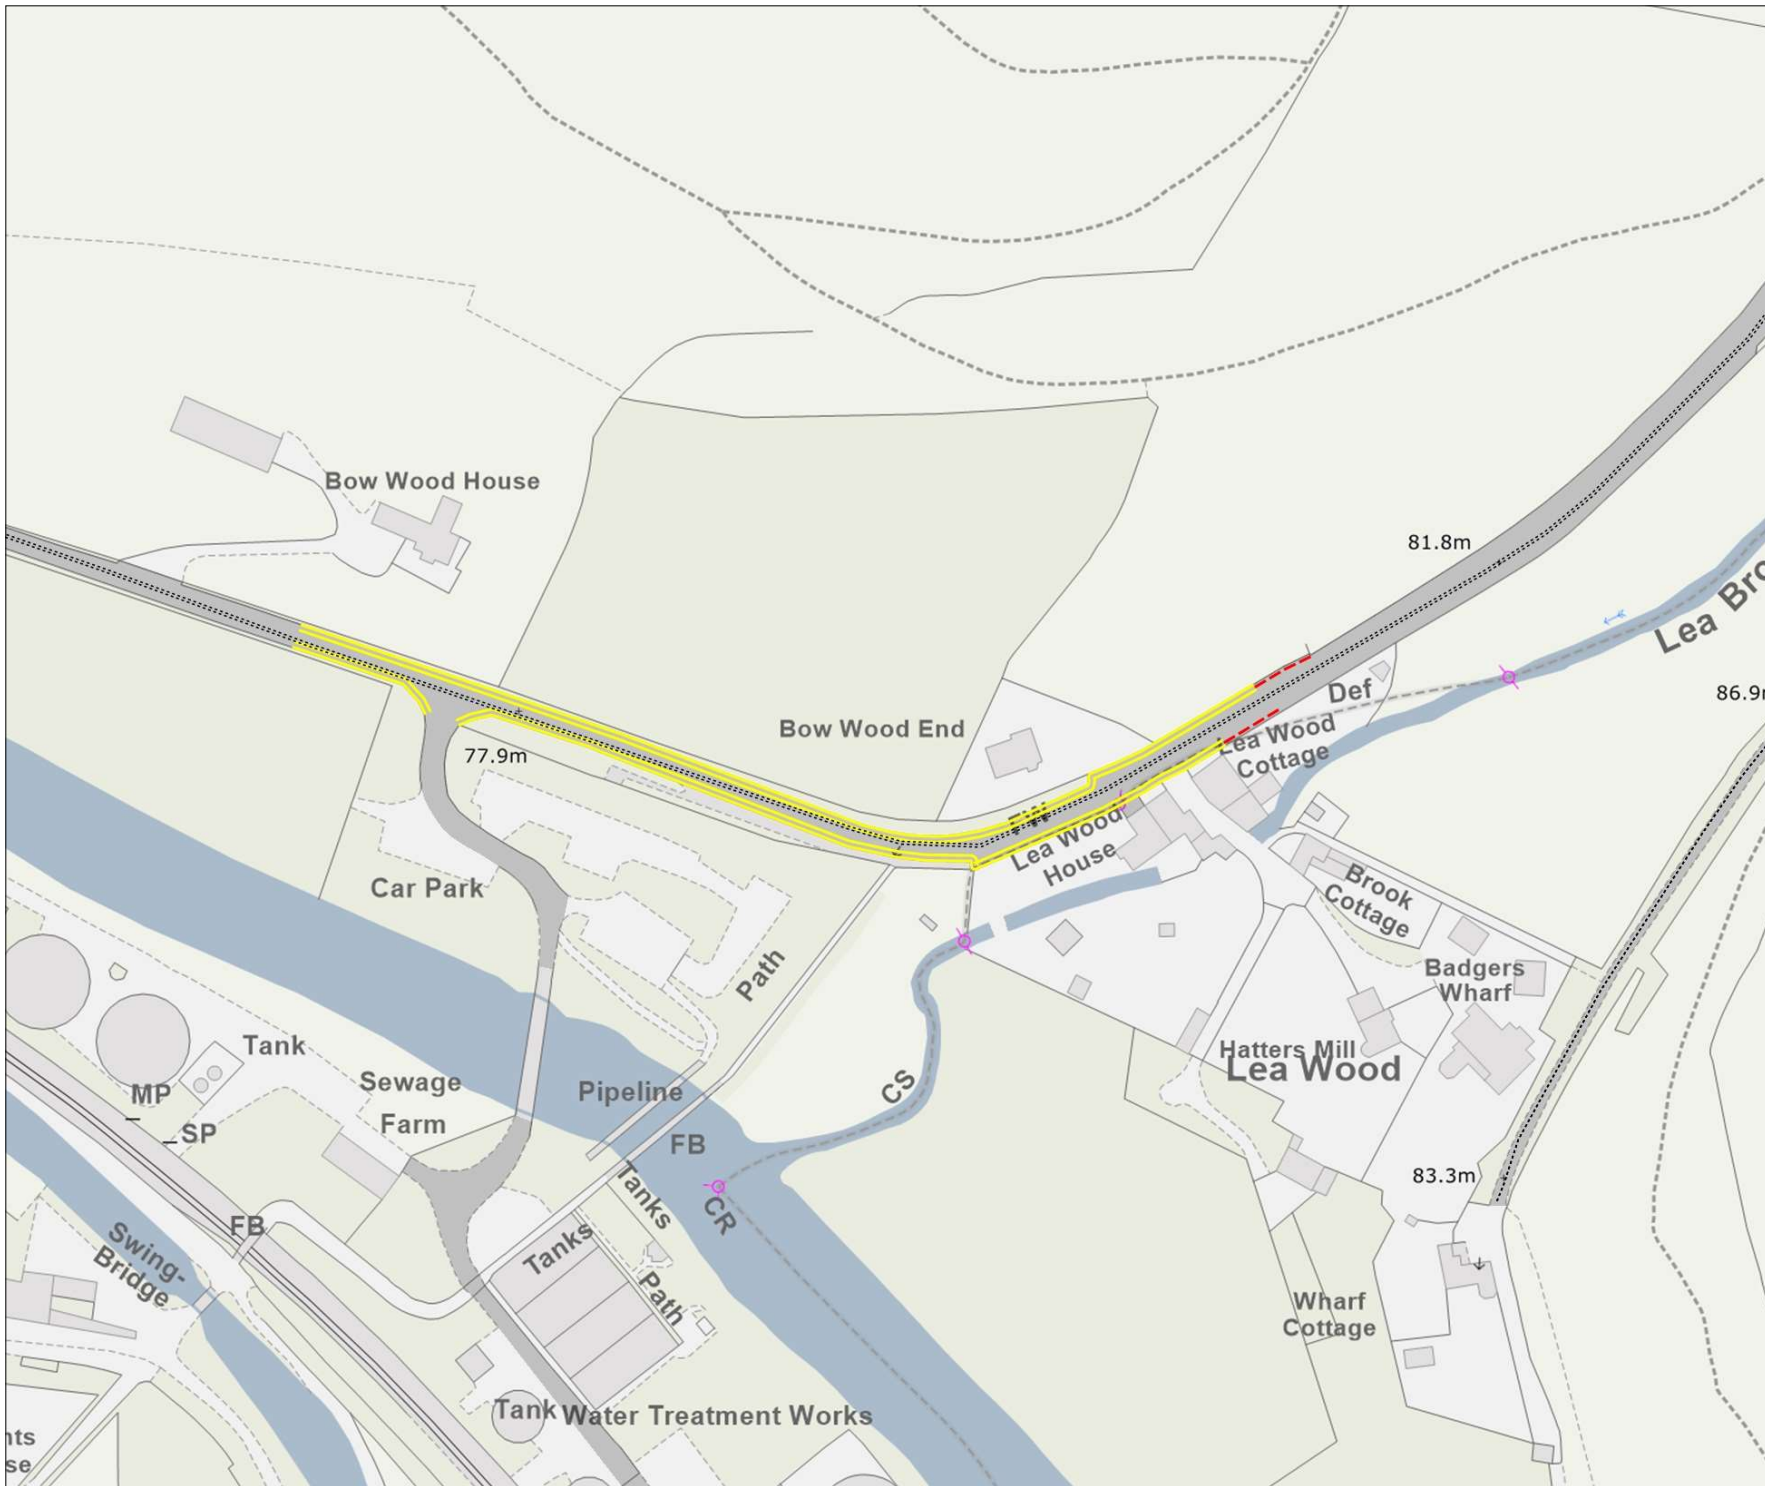 Bow Wood House
81.8m
Lea Bro
Def
86.9m
Bow Wood End
Lea Wood
Cottage
77.9m
Lea Wood
House
Car Park
Brook
Cottage
Path
Badgers
Wharf
Tank
Hatters Mill
Lea Wood
MP
Sewage
Farm
Pipeline
CS
SP
FB
83.3m
Tanks
CR
FB
Swing-
Bridge
Tanks
Path
Wharf
Cottage
Tank
Water Treatment Works
nts
se